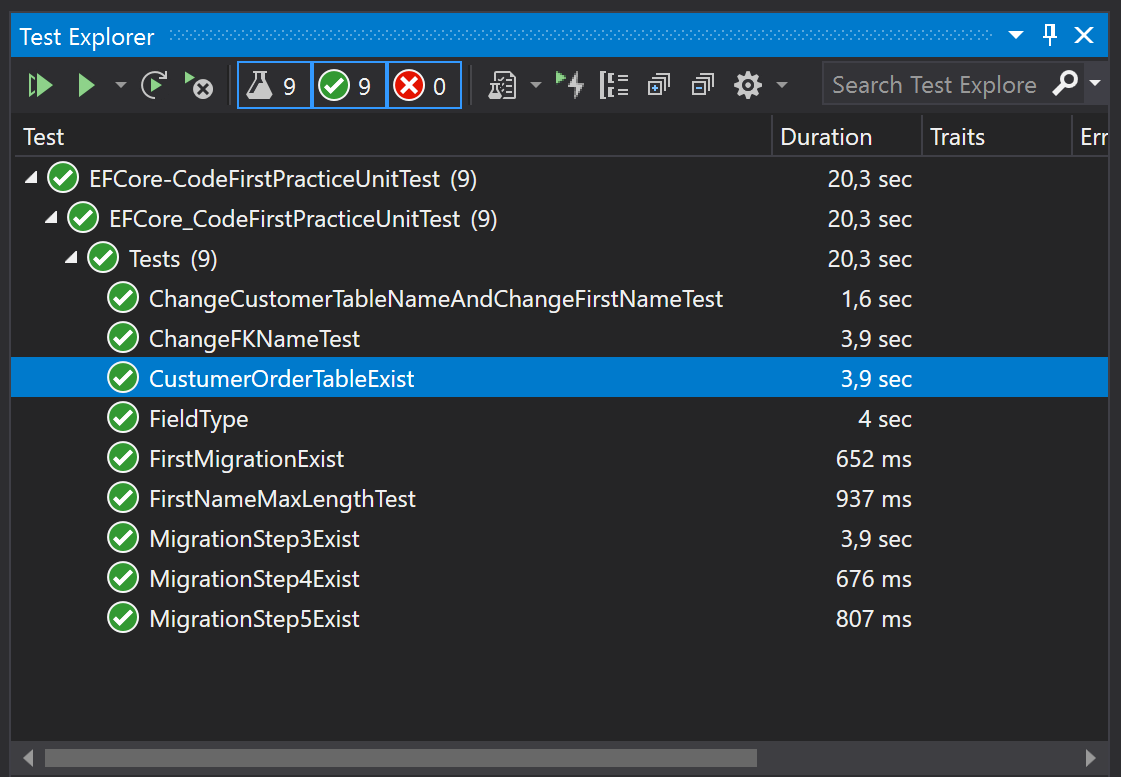 Test Explorer
9 9 0 Search Test Explore
Test Duration Traits Err
EFCore-CodeFirstPracticeUnitTest (9) 20,3 sec
EFCore_CodeFirstPracticeUnitTest (9) 20,3 sec
Tests (9) 20,3 sec
ChangeCustomerTableNameAndChangeFirstNameTest 1,6 sec
ChangeFKNameTest 3,9 sec
CustumerOrderTableExist 3,9 sec
FieldType 4 sec
FirstMigrationExist 652 ms
FirstNameMaxLengthTest 937 ms
MigrationStep3Exist 3,9 sec
MigrationStep4Exist 676 ms
MigrationStep5Exist 807 ms